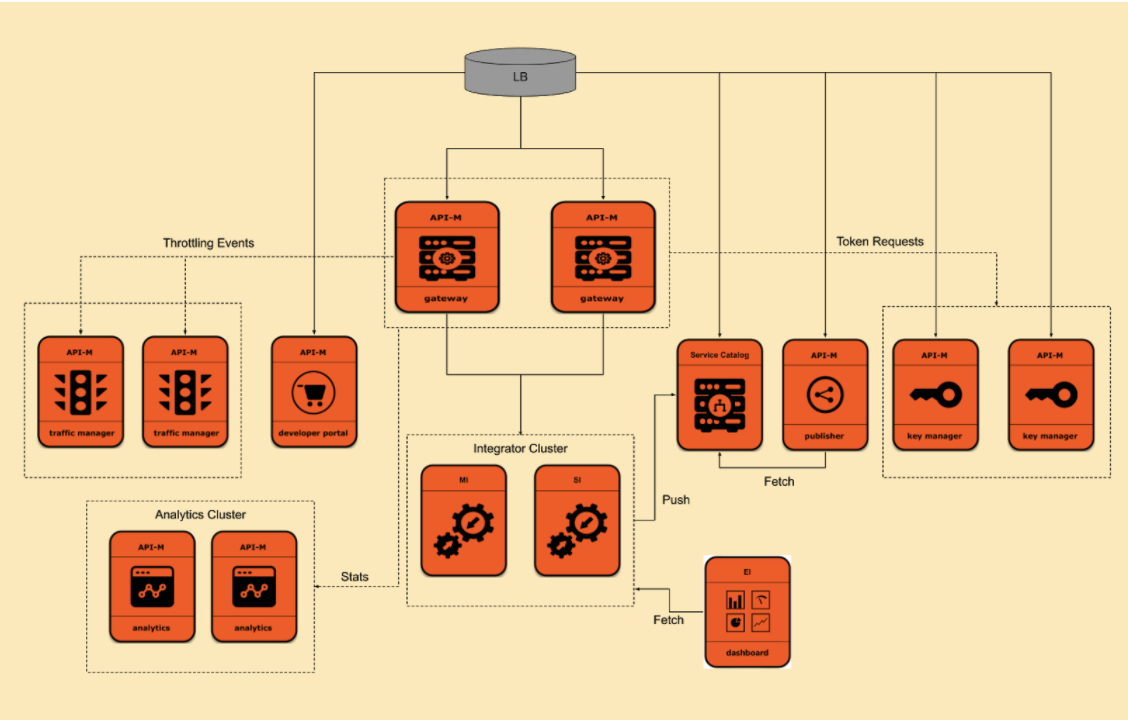 LB
API-M
gateway
API-M
gateway
Throttling Events
Token Requests
API-M
traffic manager
API-M
traffic manager
API-M
developer portal
Service Catalog
API-M
publisher
API-M
key manager
API-M
key manager
Fetch
Integrator Cluster
MI
SI
Push
Analytics Cluster
API-M
analytics
API-M
analytics
Stats
EI
dashboard
Fetch